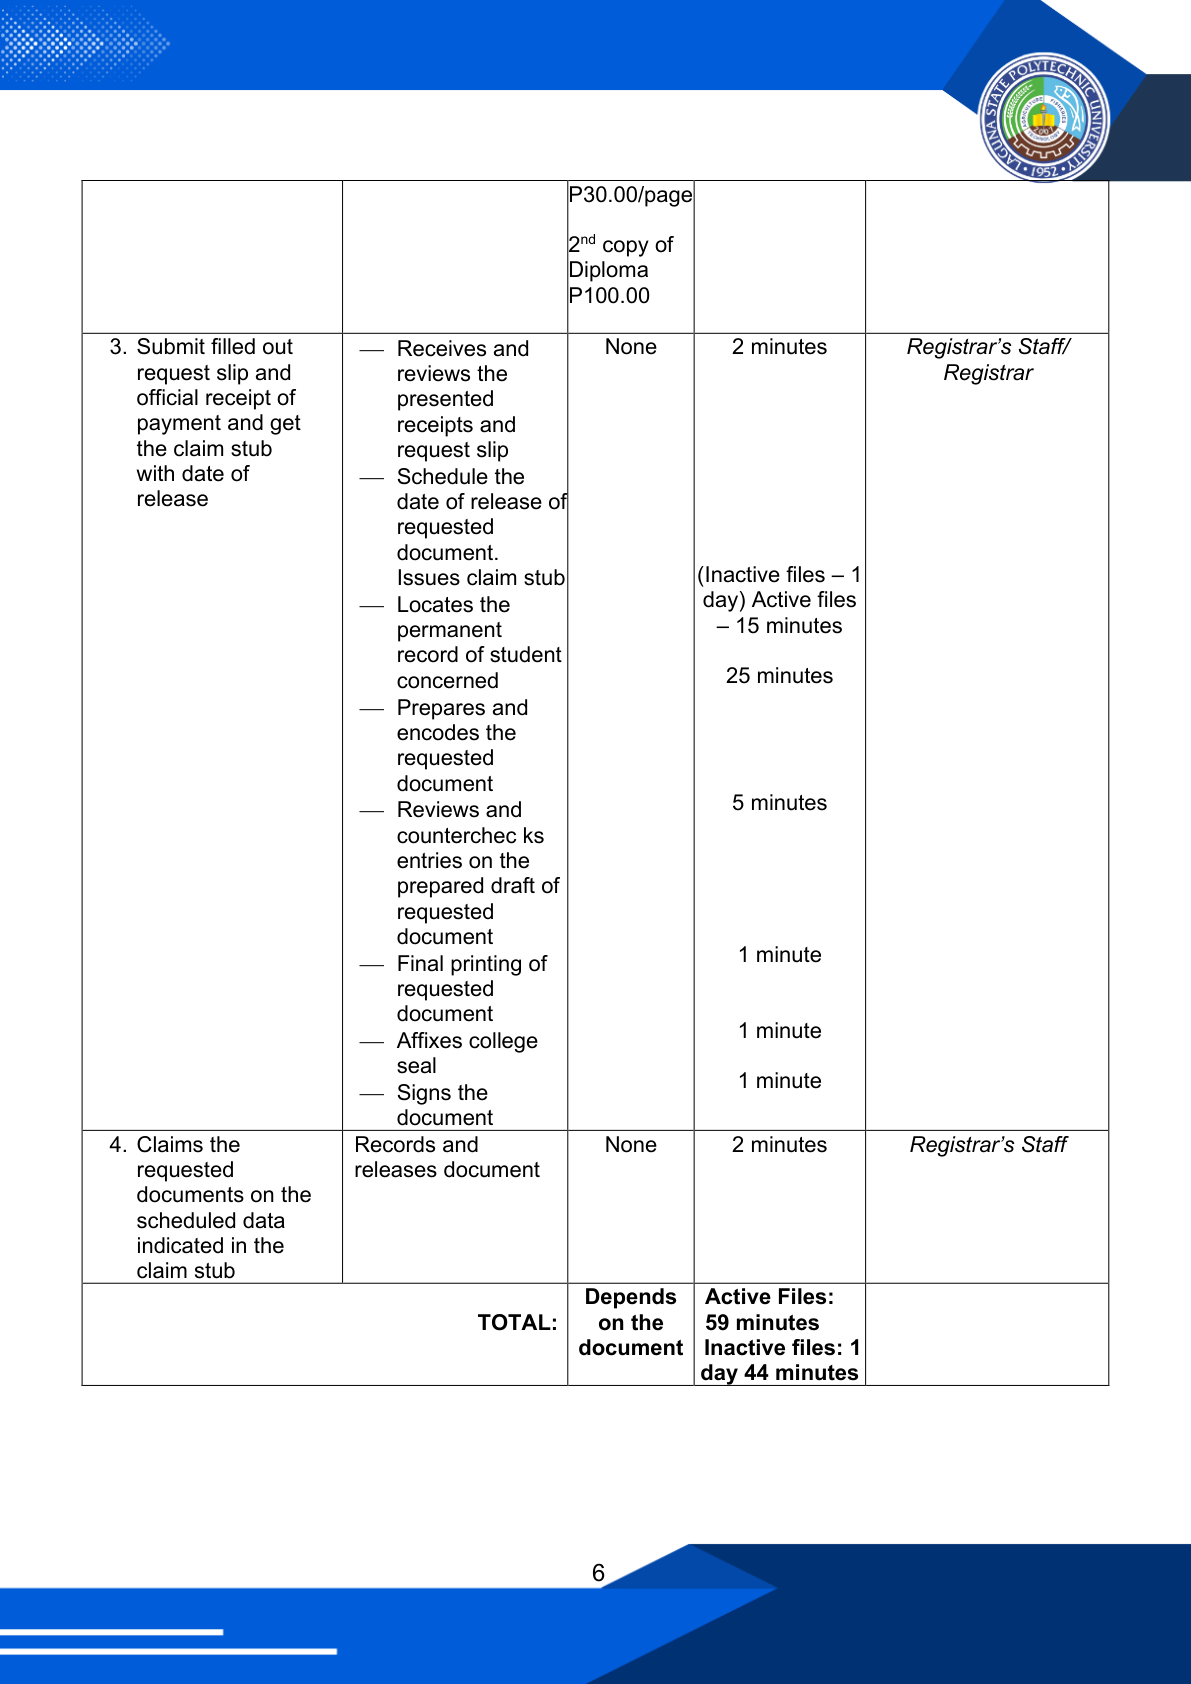 LAGUNA STATE POLYTECHNIC UNIVERSITY
1952
P30.00/page
2nd copy of
Diploma
P100.00
3. Submit filled out
request slip and
official receipt of
payment and get
the claim stub
with date of
release
— Receives and
reviews the
presented
receipts and
request slip
— Schedule the
date of release of
requested
document.
Issues claim stub
— Locates the
permanent
record of student
concerned
— Prepares and
encodes the
requested
document
— Reviews and
counterchec ks
entries on the
prepared draft of
requested
document
— Final printing of
requested
document
— Affixes college
seal
— Signs the
document
None
2 minutes
(Inactive files – 1
day) Active files
– 15 minutes
25 minutes
5 minutes
1 minute
1 minute
1 minute
Registrar’s Staff/
Registrar
4. Claims the
requested
documents on the
scheduled data
indicated in the
claim stub
Records and
releases document
None
2 minutes
Registrar’s Staff
TOTAL:
Depends
on the
document
Active Files:
59 minutes
Inactive files: 1
day 44 minutes
6